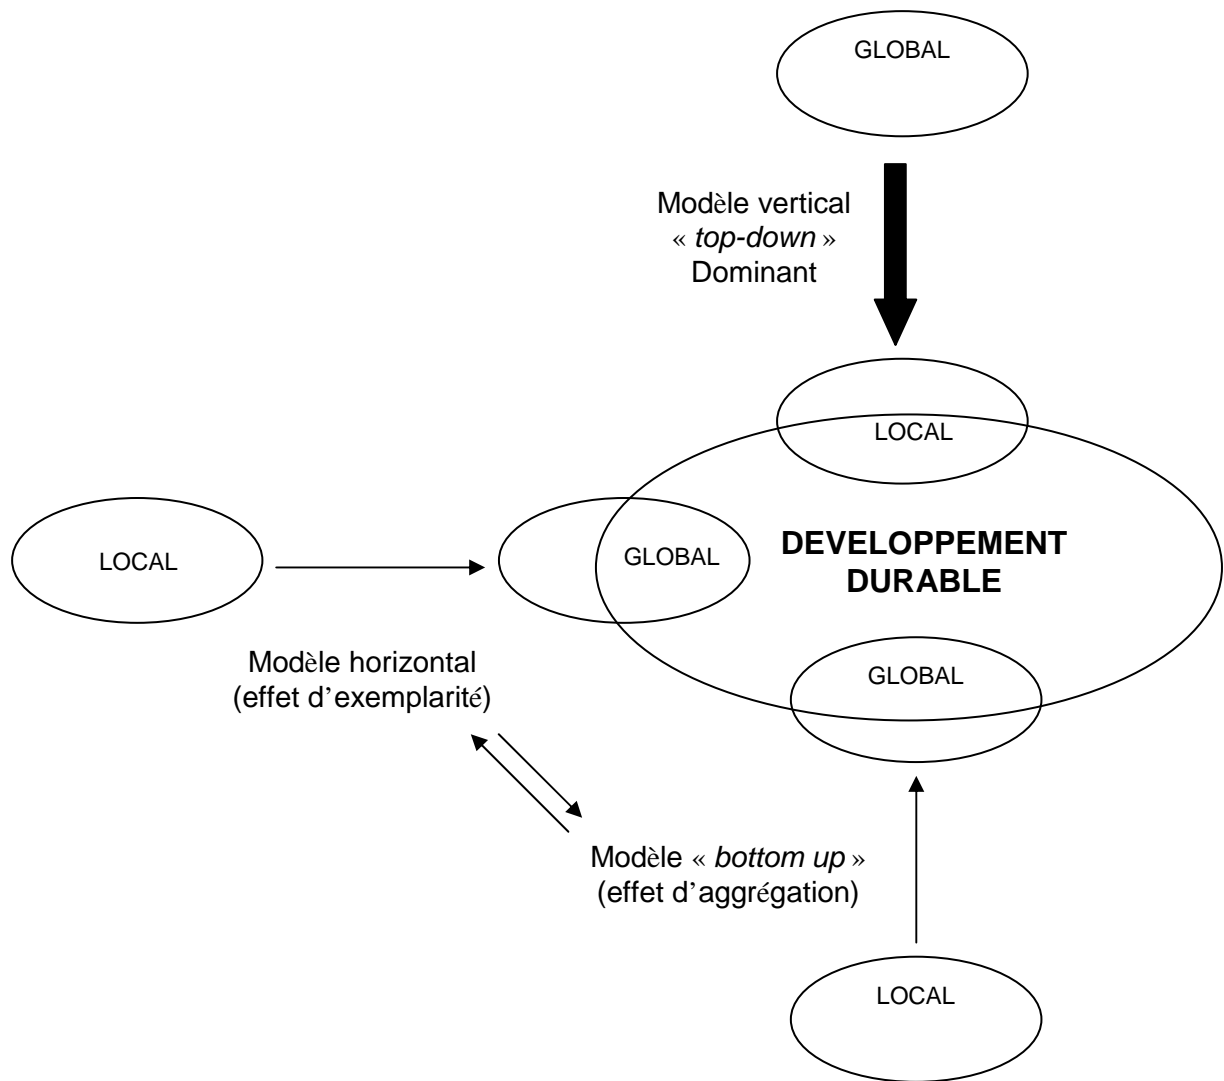 GLOBAL
Modèle vertical
« top-down »
Dominant
LOCAL
DEVELOPPEMENT
DURABLE
LOCAL
GLOBAL
Modèle horizontal
(effet d’exemplarité)
GLOBAL
Modèle « bottom up »
(effet d’aggrégation)
LOCAL